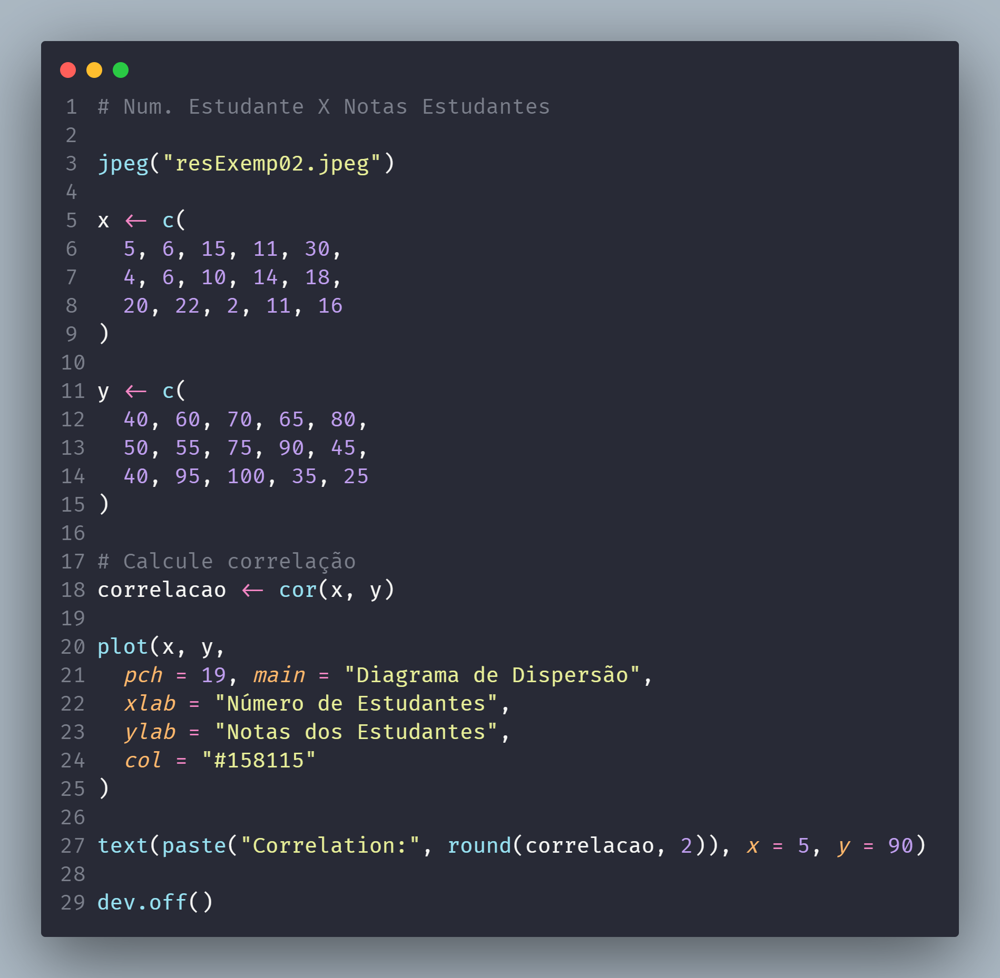 1 # Num. Estudante X Notas Estudantes
2
3 jpeg("resExemp02.jpeg")
4
5 x <- c(
6   5, 6, 15, 11, 30,
7   4, 6, 10, 14, 18,
8   20, 22, 2, 11, 16
9 )
10
11 y <- c(
12   40, 60, 70, 65, 80,
13   50, 55, 75, 90, 45,
14   40, 95, 100, 35, 25
15 )
16
17 # Calcule correlação
18 correlacao <- cor(x, y)
19
20 plot(x, y,
21   pch = 19, main = "Diagrama de Dispersão",
22   xlab = "Número de Estudantes",
23   ylab = "Notas dos Estudantes",
24   col = "#158115"
25 )
26
27 text(paste("Correlation:", round(correlacao, 2)), x = 5, y = 90)
28
29 dev.off()